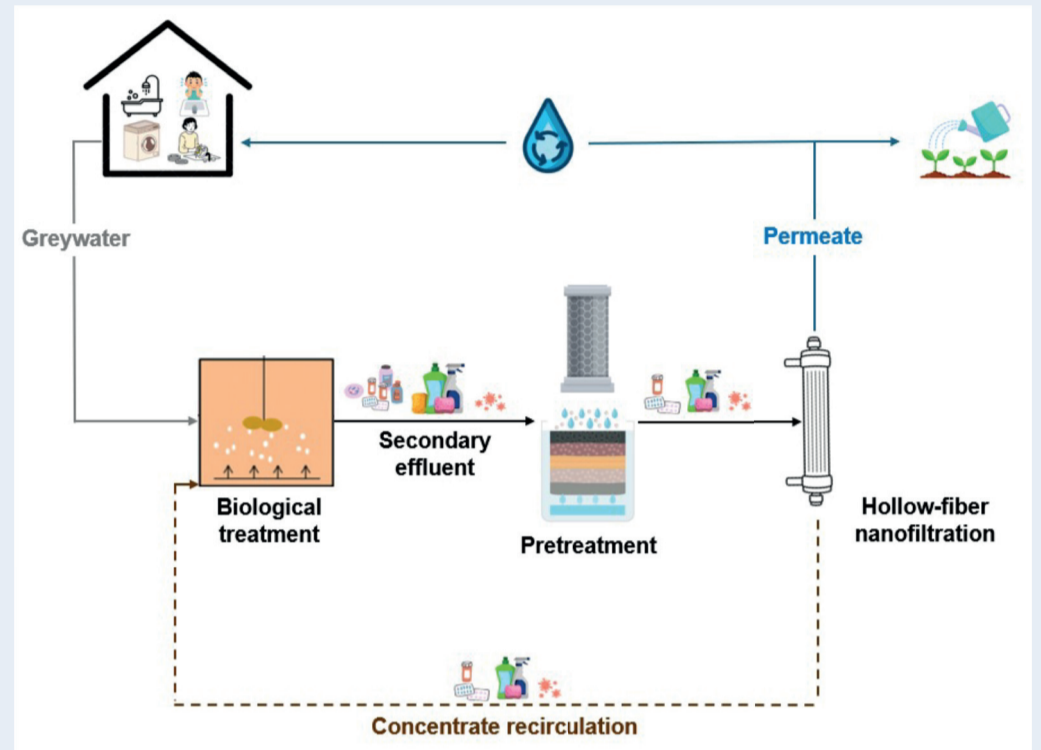 Greywater
Permeate
Secondary
effluent
Biological
treatment
Pretreatment
Hollow-fiber
nanofiltration
Concentrate recirculation